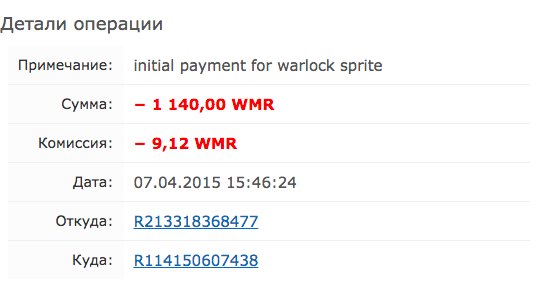 Детали операции
Примечание: initial payment for warlock sprite
Сумма: − 1 140,00 WMR
Комиссия: − 9,12 WMR
Дата: 07.04.2015 15:46:24
Откуда: R213318368477
Куда: R114150607438